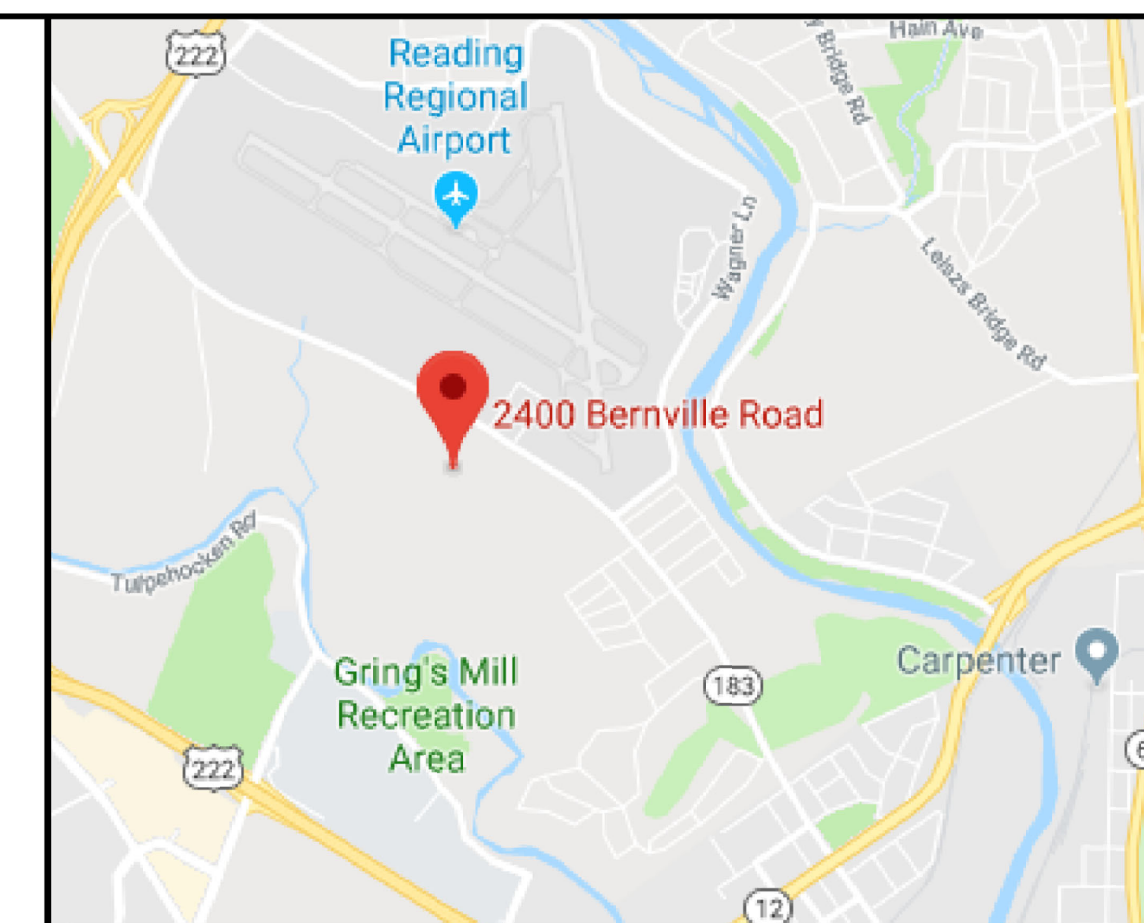 Hain Ave
222
Reading
Regional
Airport
Bridge Rd
Wagner Ln
Leiazs Bridge Rd
2400 Bernville Road
Tulpehocken Rd
Gring's Mill
Recreation
Area
183
Carpenter
222
12